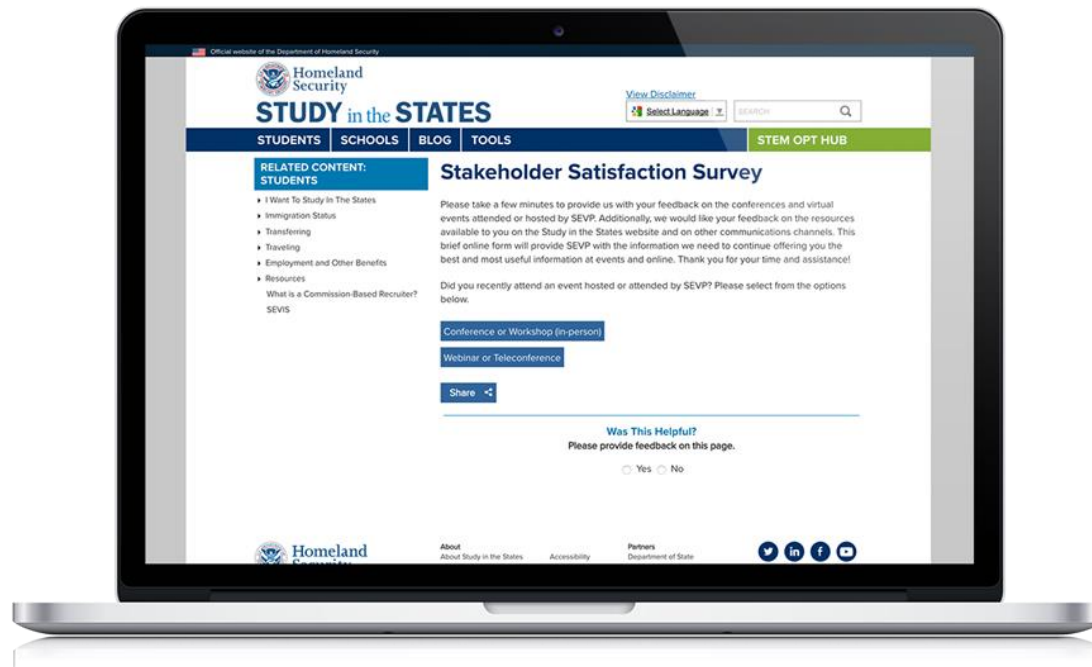 Official website of the Department of Homeland Security
Homeland
Security
STUDY in the STATES
View Disclaimer
Select Language ▼
SEARCH
STUDENTS SCHOOLS BLOG TOOLS STEM OPT HUB
RELATED CONTENT:
STUDENTS
I Want To Study In The States
Immigration Status
Transferring
Traveling
Employment and Other Benefits
Resources
What is a Commission-Based Recruiter?
SEVIS
Stakeholder Satisfaction Survey
Please take a few minutes to provide us with your feedback on the conferences and virtual
events attended or hosted by SEVP. Additionally, we would like your feedback on the resources
available to you on the Study in the States website and on other communications channels. This
brief online form will provide SEVP with the information we need to continue offering you the
best and most useful information at events and online. Thank you for your time and assistance!
Did you recently attend an event hosted or attended by SEVP? Please select from the options
below.
Conference or Workshop (in-person)
Webinar or Teleconference
Share
Was This Helpful?
Please provide feedback on this page.
Yes No
Homeland
Security
About
About Study in the States
Accessibility
Partners
Department of State